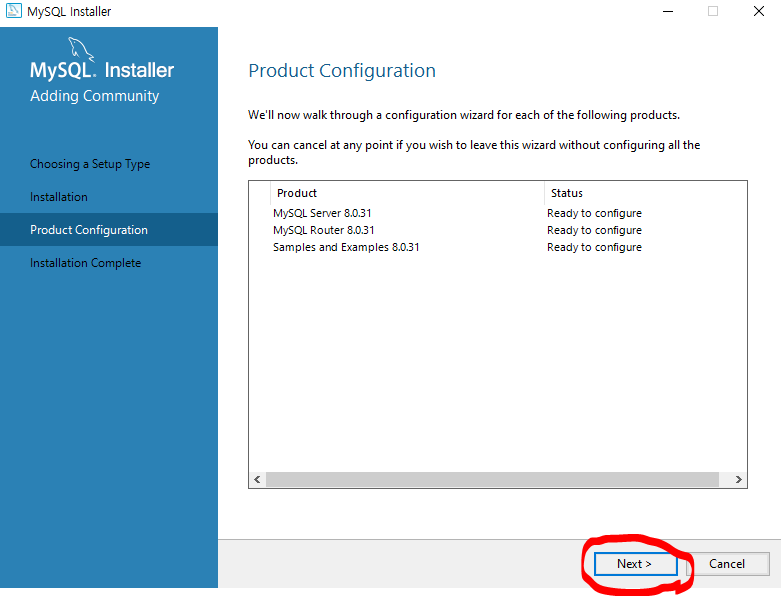 MySQL Installer
MySQL. Installer
Adding Community
Choosing a Setup Type
Installation
Product Configuration
Installation Complete
Product Configuration
We'll now walk through a configuration wizard for each of the following products.
You can cancel at any point if you wish to leave this wizard without configuring all the
products.
Product Status
MySQL Server 8.0.31 Ready to configure
MySQL Router 8.0.31 Ready to configure
Samples and Examples 8.0.31 Ready to configure
Next > Cancel